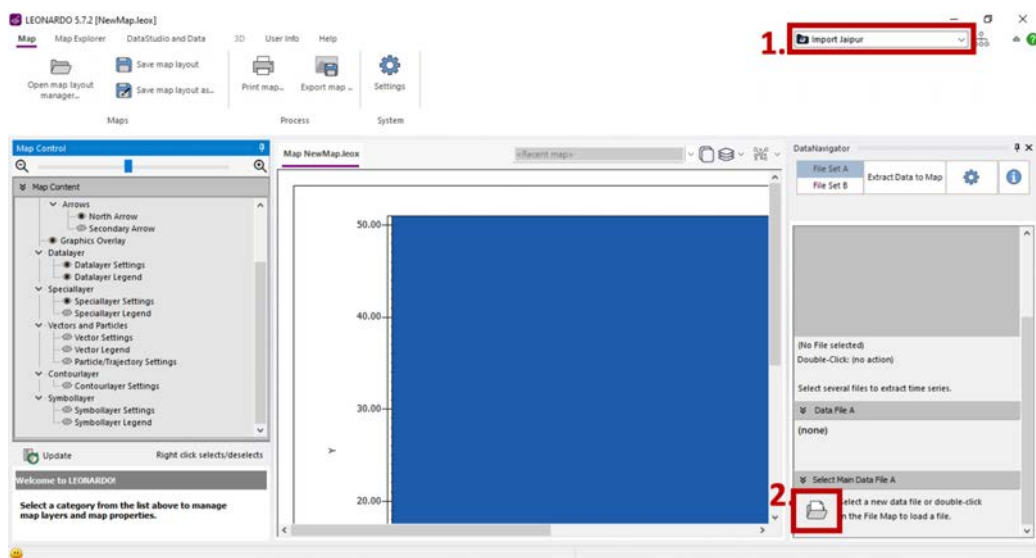 LEONARDO 5.7.2 [NewMap.leox]
Map Map Explorer DataStudio and Data 3D User Info Help
1. Import Jaipur
Open map layout manager...
Save map layout
Save map layout as...
Print map...
Export map ...
Settings
Maps Process System
Map Control
Map Content
Arrows
North Arrow
Secondary Arrow
Graphics Overlay
Datalayer
Datalayer Settings
Datalayer Legend
Speciallayer
Speciallayer Settings
Speciallayer Legend
Vectors and Particles
Vector Settings
Vector Legend
Particle/Trajectory Settings
Contourlayer
Contourlayer Settings
Symbollayer
Symbollayer Settings
Symbollayer Legend
Update Right click selects/deselects
Welcome to LEONARDO!
Select a category from the list above to manage
map layers and map properties.
Map NewMap.leox <Recent map>
50.00
40.00
30.00
Y
20.00
DataNavigator
File Set A
File Set B
Extract Data to Map
(No File selected)
Double-Click: (no action)
Select several files to extract time series.
Data File A
(none)
Select Main Data File A
2.
elect a new data file or double-click
n the File Map to load a file.